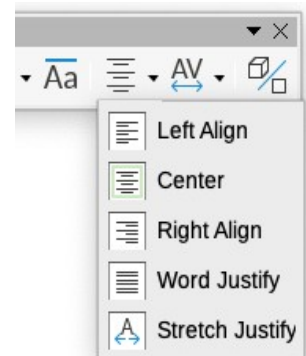 Aa AV
Left Align
Center
Right Align
Word Justify
A Stretch Justify